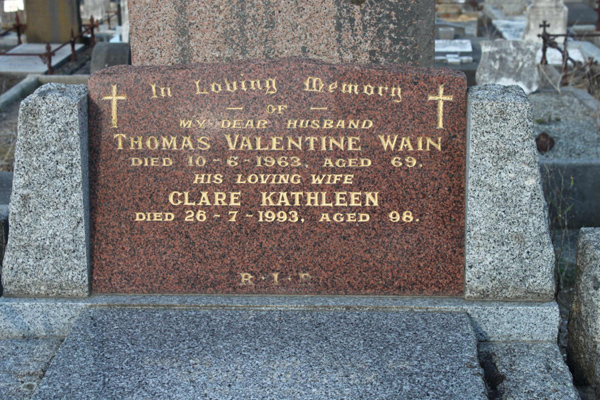 In Loving Memory
OF
MY DEAR HUSBAND
THOMAS VALENTINE WAIN
DIED 10-6-1963, AGED 69.
HIS LOVING WIFE
CLARE KATHLEEN
DIED 26-7-1993, AGED 98.
R·I·P